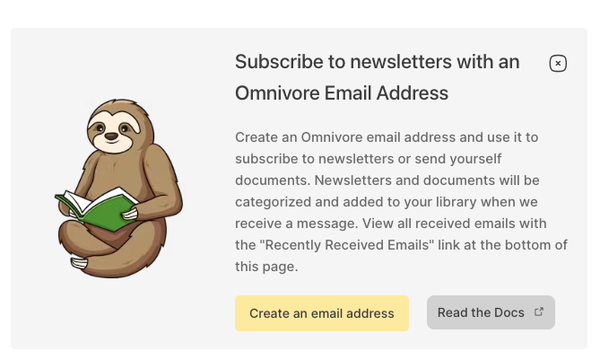 Subscribe to newsletters with an
Omnivore Email Address
Create an Omnivore email address and use it to
subscribe to newsletters or send yourself
documents. Newsletters and documents will be
categorized and added to your library when we
receive a message. View all received emails with
the "Recently Received Emails" link at the bottom of
this page.
Create an email address
Read the Docs